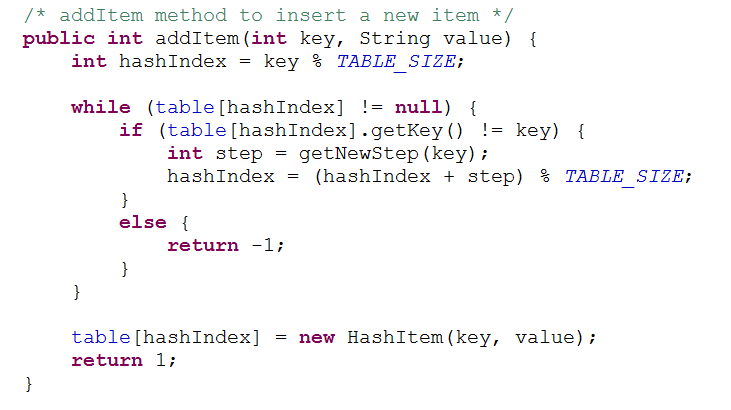 /* addItem method to insert a new item */
public int addItem(int key, String value) {
    int hashIndex = key % TABLE_SIZE;

    while (table[hashIndex] != null) {
        if (table[hashIndex].getKey() != key) {
            int step = getNewStep(key);
            hashIndex = (hashIndex + step) % TABLE_SIZE;
        }
        else {
            return -1;
        }
    }

    table[hashIndex] = new HashItem(key, value);
    return 1;
}